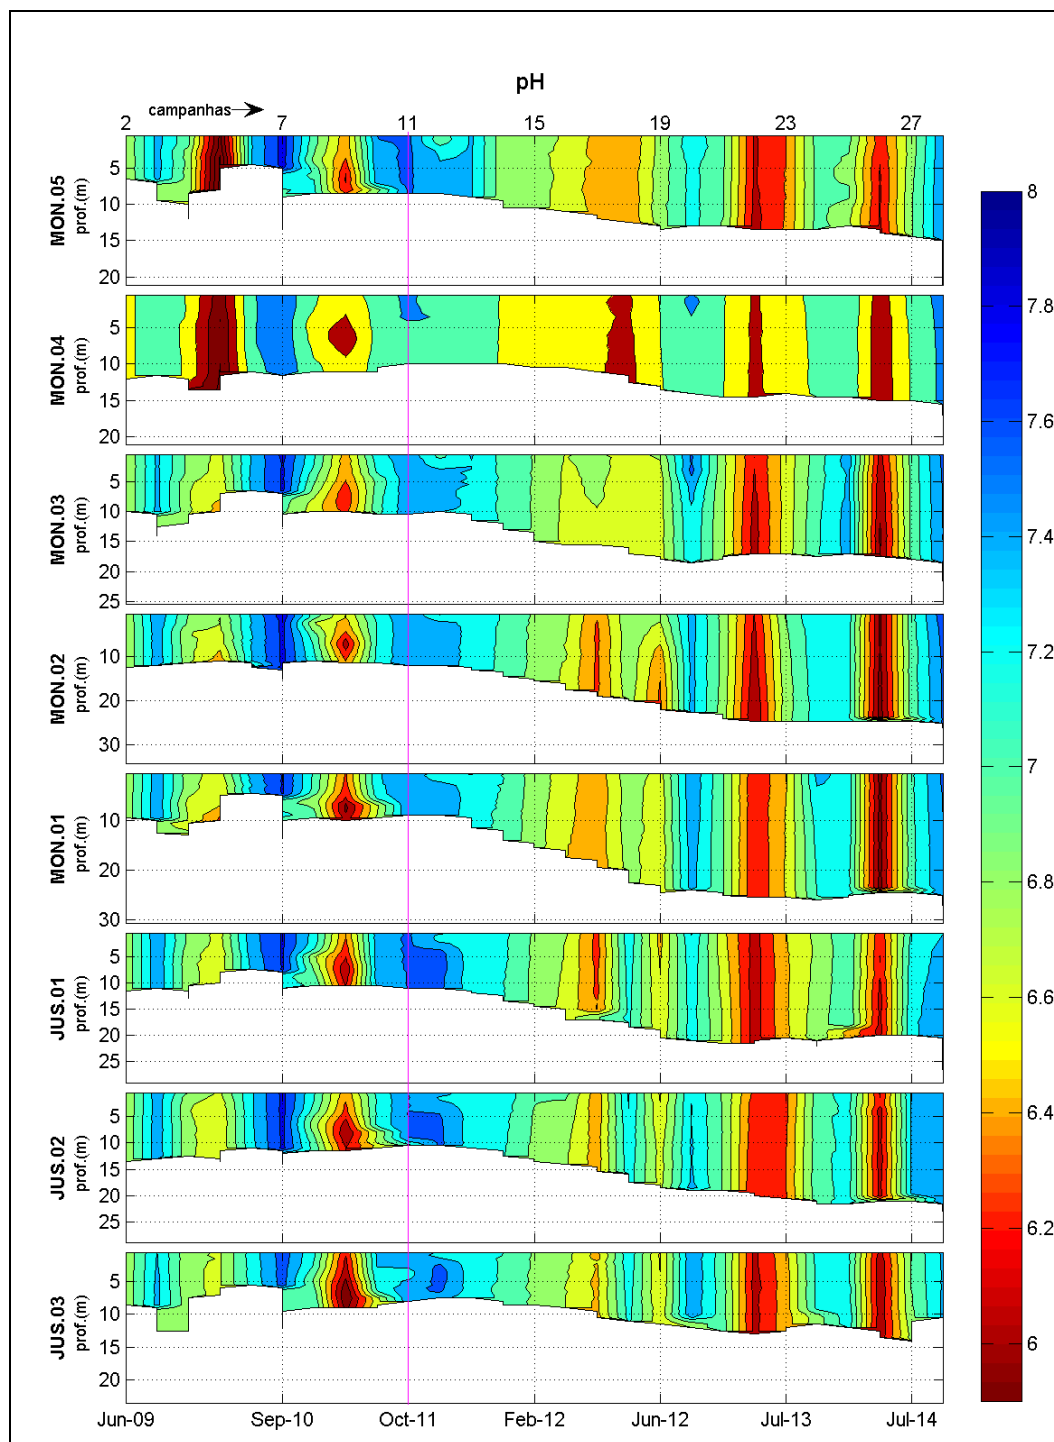 pH
campanhas
2 7 11 15 19 23 27
MON.05
prof.(m)
5
10
15
20
MON.04
prof.(m)
5
10
15
20
MON.03
prof.(m)
5
10
15
20
25
MON.02
prof.(m)
10
20
30
MON.01
prof.(m)
10
20
30
JUS.01
prof.(m)
5
10
15
20
25
JUS.02
prof.(m)
5
10
15
20
25
JUS.03
prof.(m)
5
10
15
20
Jun-09 Sep-10 Oct-11 Feb-12 Jun-12 Jul-13 Jul-14
8
7.8
7.6
7.4
7.2
7
6.8
6.6
6.4
6.2
6